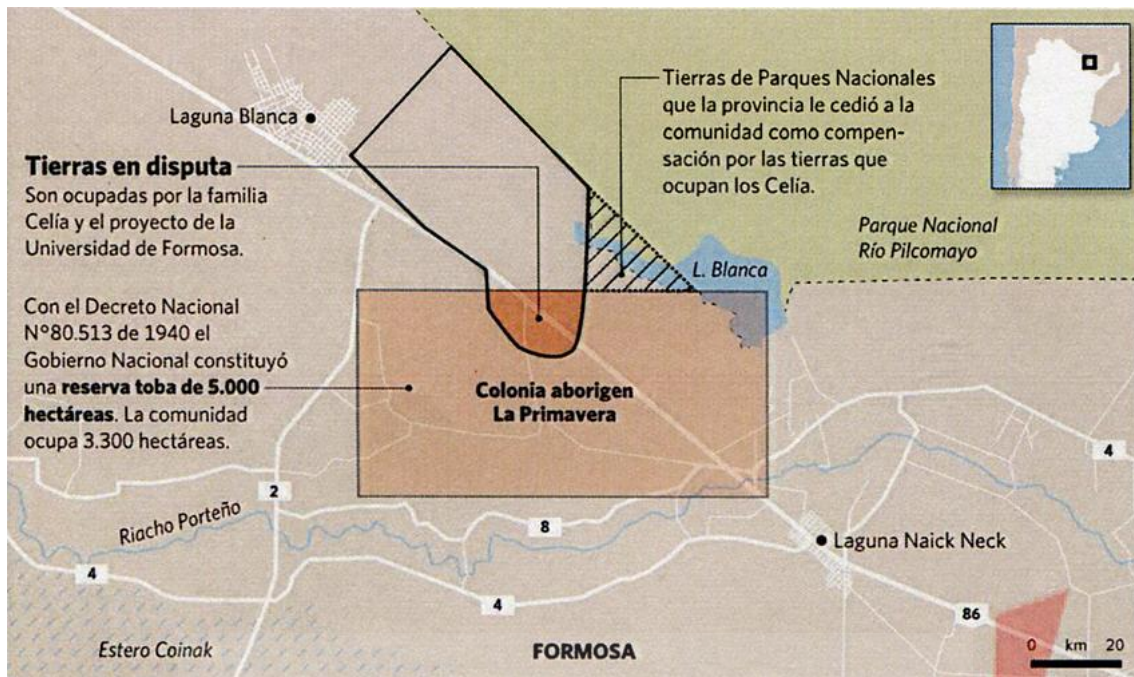 Laguna Blanca
Tierras en disputa
Son ocupadas por la familia
Celía y el proyecto de la
Universidad de Formosa.
Con el Decreto Nacional
N°80.513 de 1940 el
Gobierno Nacional constituyó
una reserva toba de 5.000
hectáreas. La comunidad
ocupa 3.300 hectáreas.
Tierras de Parques Nacionales
que la provincia le cedió a la
comunidad como compen-
sación por las tierras que
ocupan los Celía.
Parque Nacional
Río Pilcomayo
L. Blanca
Colonia aborigen
La Primavera
2
4
Riacho Porteño
8
Laguna Naick Neck
4
4
86
Estero Coinak
FORMOSA
0 km 20